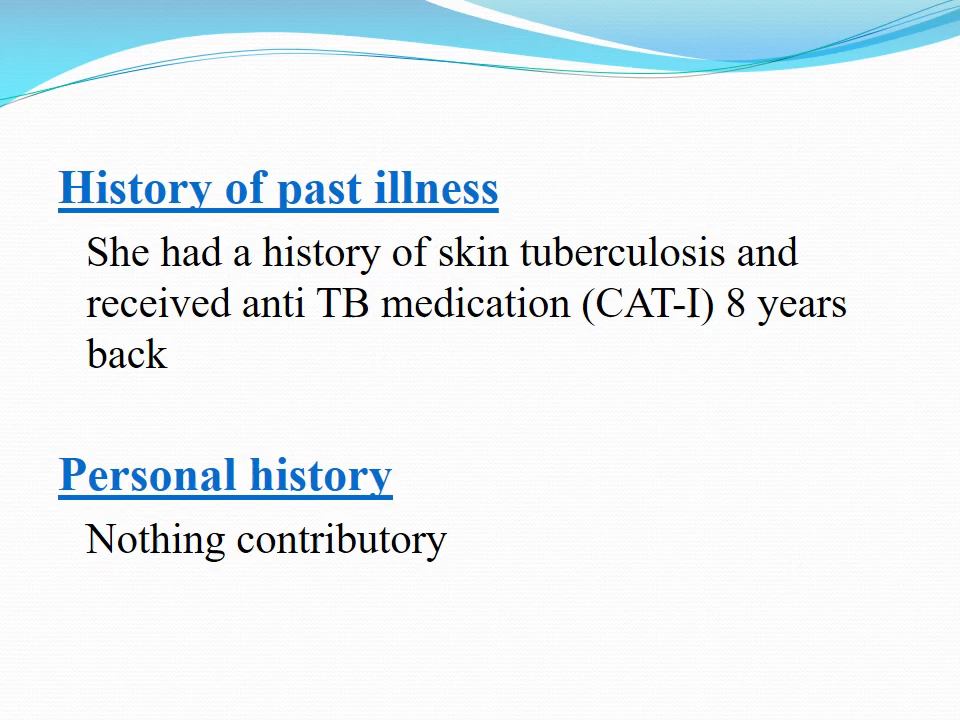 History of past illness
She had a history of skin tuberculosis and
received anti TB medication (CAT-I) 8 years
back
Personal history
Nothing contributory